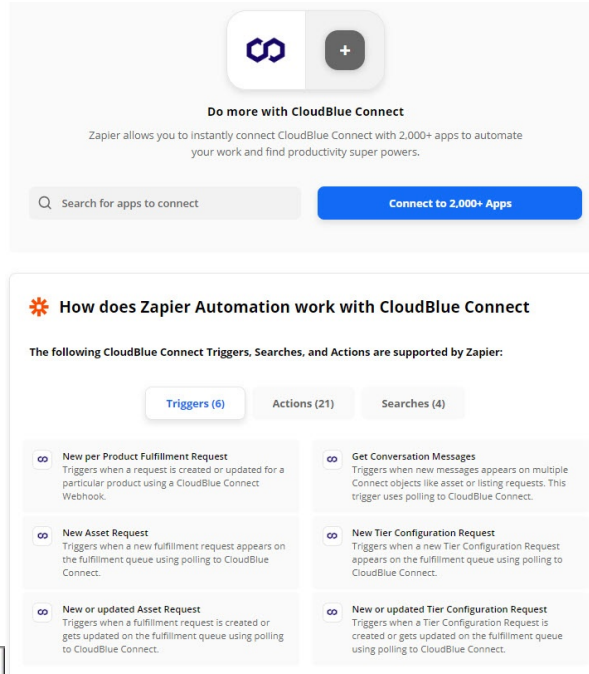 +
Do more with CloudBlue Connect
Zapier allows you to instantly connect CloudBlue Connect with 2,000+ apps to automate
your work and find productivity super powers.
Search for apps to connect
Connect to 2,000+ Apps
How does Zapier Automation work with CloudBlue Connect
The following CloudBlue Connect Triggers, Searches, and Actions are supported by Zapier:
Triggers (6)
Actions (21)
Searches (4)
New per Product Fulfillment Request
Triggers when a request is created or updated for a
particular product using a CloudBlue Connect
Webhook.
Get Conversation Messages
Triggers when new messages appears on multiple
Connect objects like asset or listing requests. This
trigger uses polling to CloudBlue Connect.
New Asset Request
Triggers when a new fulfillment request appears on
the fulfillment queue using polling to CloudBlue
Connect.
New Tier Configuration Request
Triggers when a new Tier Configuration Request
appears on the fulfillment queue using polling to
CloudBlue Connect.
New or updated Asset Request
Triggers when a fulfillment request is created or
gets updated on the fulfillment queue using polling
to CloudBlue Connect.
New or updated Tier Configuration Request
Triggers when a Tier Configuration Request is
created or gets updated on the fulfillment queue
using polling to CloudBlue Connect.